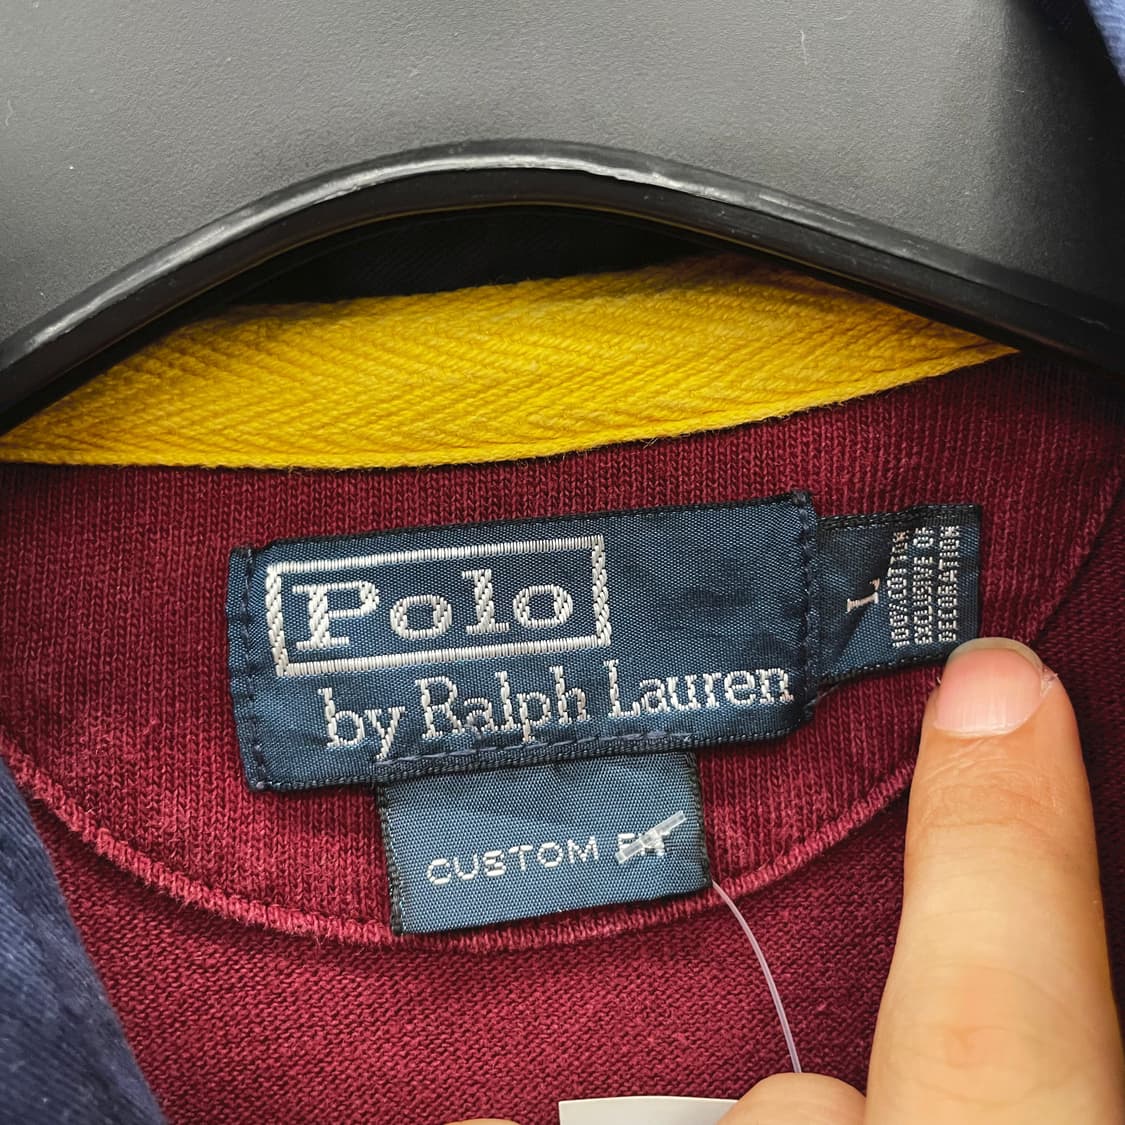 Polo
by Ralph Lauren
L
100% COTTON
EXCLUSIVE OF
DECORATION
CUSTOM FIT